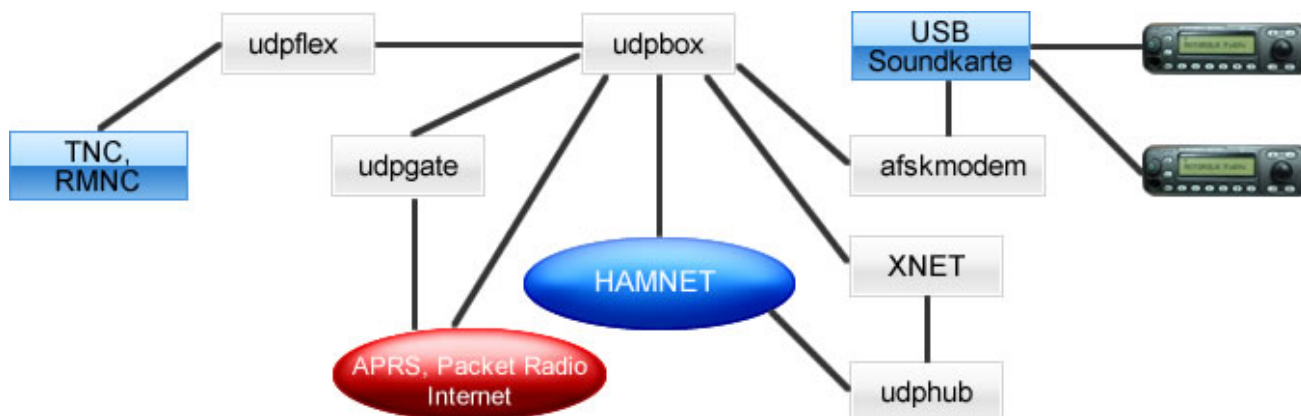 udpflex
udpbox
USB
Soundkarte
TNC,
RMNC
udpgate
afskmodem
HAMNET
XNET
APRS, Packet Radio
Internet
udphub